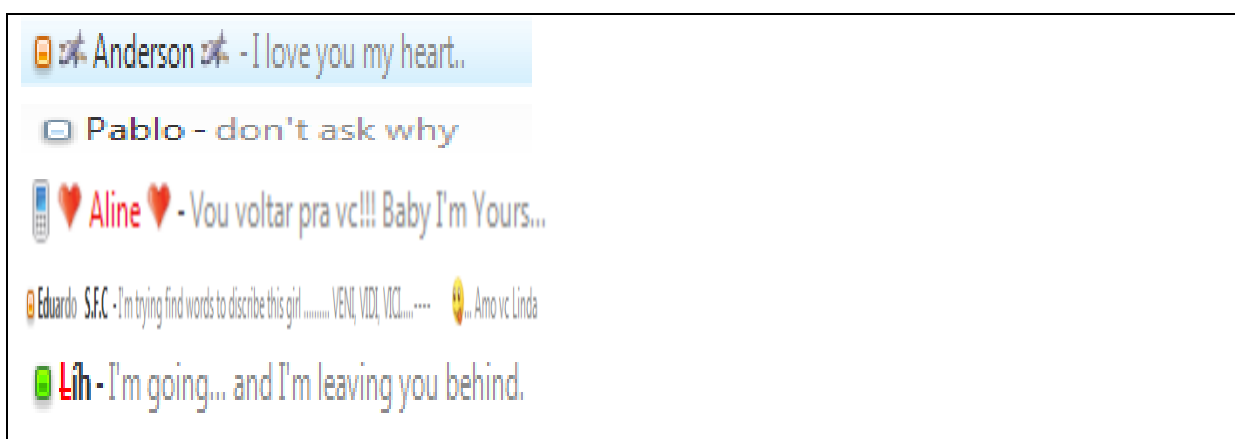 Anderson - I love you my heart..
Pablo - don't ask why
Aline - Vou voltar pra vc!!! Baby I'm Yours...
Eduardo S.F.C - I'm trying find words to discribe this girl ......... VENI, VIDI, VICI....---- ... Amo vc Linda
Lîh - I'm going... and I'm leaving you behind.